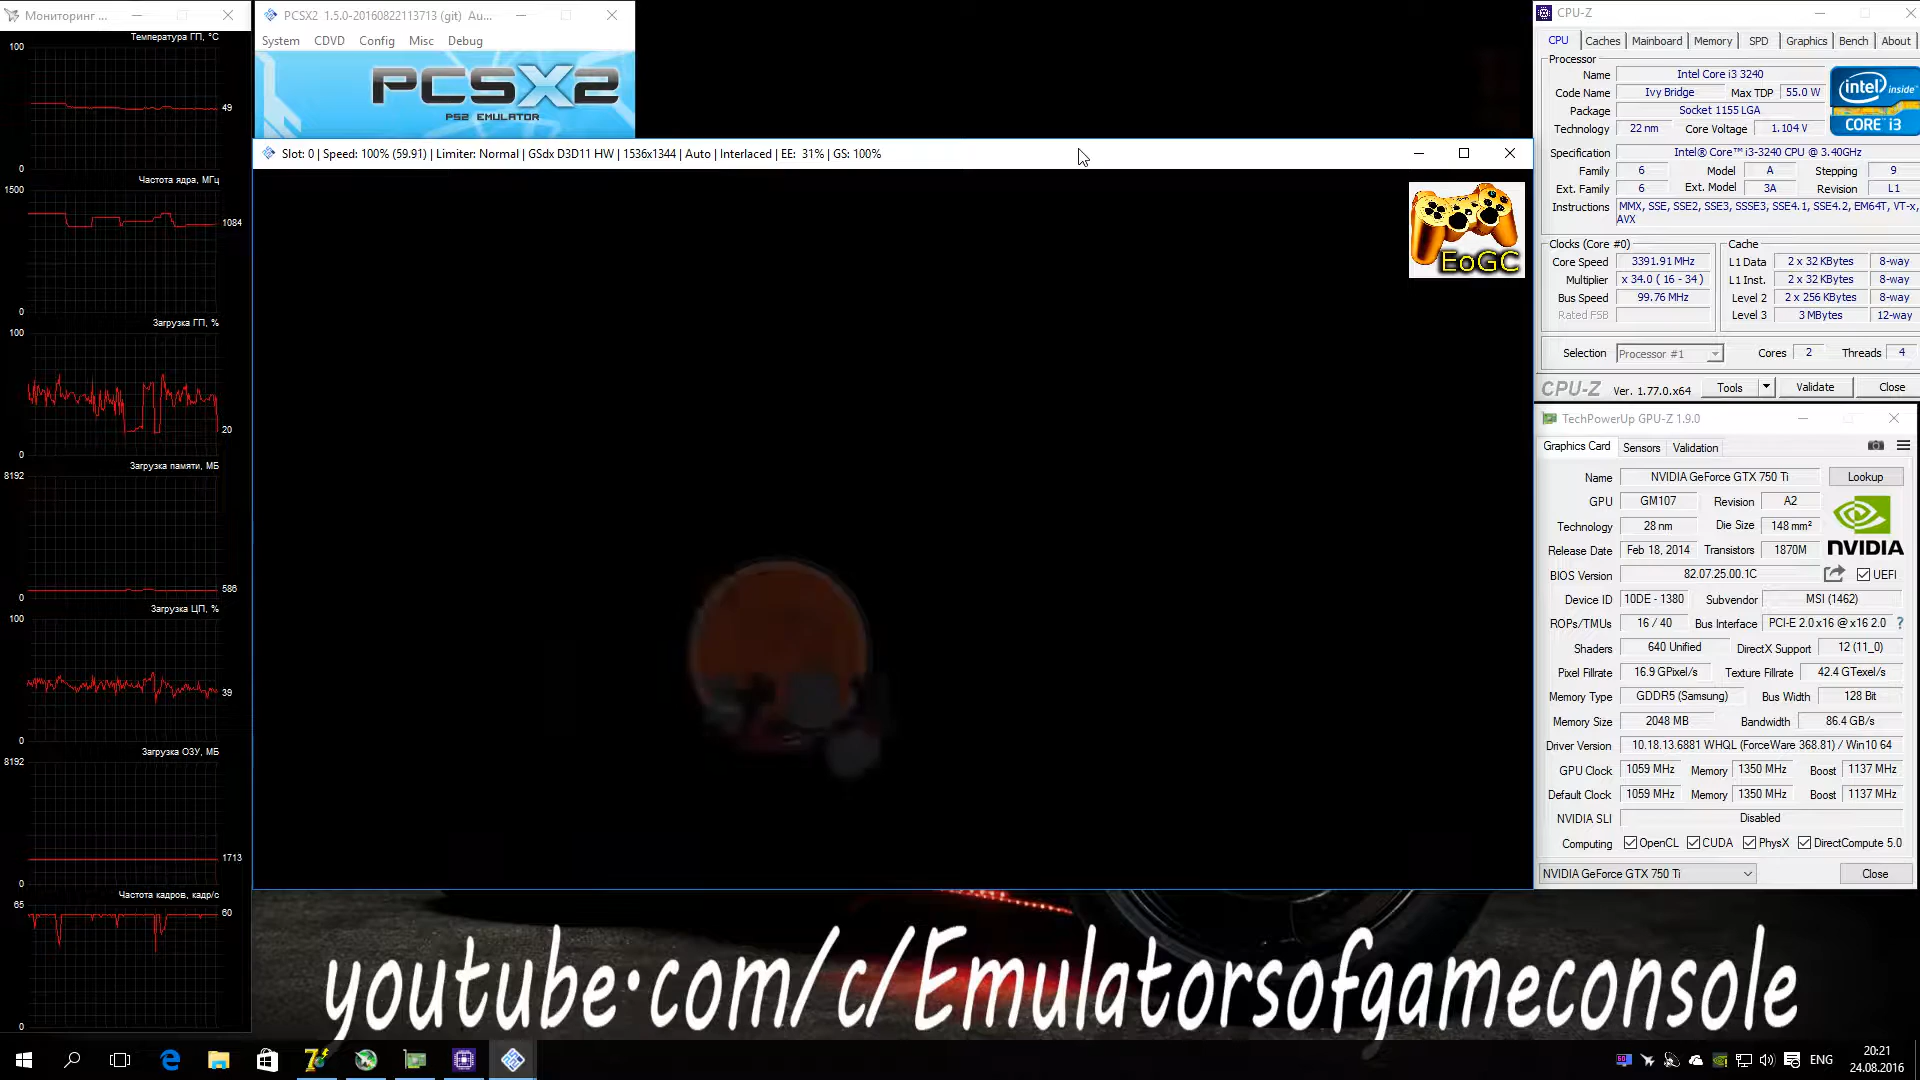 Мониторинг ...
Температура ГП, °C
100
49
0
Частота ядра, МГц
1500
1084
0
Загрузка ГП, %
100
20
0
Загрузка памяти, МБ
8192
586
0
Загрузка ЦП, %
100
39
0
Загрузка ОЗУ, МБ
8192
1713
0
Частота кадров, кадр/с
65
60
0
PCSX2 1.5.0-20160822113713 (git) Au...
System CDVD Config Misc Debug
PCSX2
PS2 EMULATOR
Slot: 0 | Speed: 100% (59.91) | Limiter: Normal | GSdx D3D11 HW | 1536x1344 | Auto | Interlaced | EE: 31% | GS: 100%
EoGC
CPU-Z
CPU Caches Mainboard Memory SPD Graphics Bench About
Processor
Name Intel Core i3 3240
Code Name Ivy Bridge Max TDP 55.0 W
Package Socket 1155 LGA
Technology 22 nm Core Voltage 1.104 V
intel inside
CORE i3
Specification Intel® Core™ i3-3240 CPU @ 3.40GHz
Family 6 Model A Stepping 9
Ext. Family 6 Ext. Model 3A Revision L1
Instructions MMX, SSE, SSE2, SSE3, SSSE3, SSE4.1, SSE4.2, EM64T, VT-x,
AVX
Clocks (Core #0) Cache
Core Speed 3391.91 MHz L1 Data 2 x 32 KBytes 8-way
Multiplier x 34.0 ( 16 - 34 ) L1 Inst. 2 x 32 KBytes 8-way
Bus Speed 99.76 MHz Level 2 2 x 256 KBytes 8-way
Rated FSB Level 3 3 MBytes 12-way
Selection Processor #1 Cores 2 Threads 4
CPU-Z Ver. 1.77.0.x64 Tools Validate Close
TechPowerUp GPU-Z 1.9.0
Graphics Card Sensors Validation
Name NVIDIA GeForce GTX 750 Ti Lookup
GPU GM107 Revision A2
Technology 28 nm Die Size 148 mm²
Release Date Feb 18, 2014 Transistors 1870M
NVIDIA
BIOS Version 82.07.25.00.1C UEFI
Device ID 10DE - 1380 Subvendor MSI (1462)
ROPs/TMUs 16 / 40 Bus Interface PCI-E 2.0 x16 @ x16 2.0 ?
Shaders 640 Unified DirectX Support 12 (11_0)
Pixel Fillrate 16.9 GPixel/s Texture Fillrate 42.4 GTexel/s
Memory Type GDDR5 (Samsung) Bus Width 128 Bit
Memory Size 2048 MB Bandwidth 86.4 GB/s
Driver Version 10.18.13.6881 WHQL (ForceWare 368.81) / Win10 64
GPU Clock 1059 MHz Memory 1350 MHz Boost 1137 MHz
Default Clock 1059 MHz Memory 1350 MHz Boost 1137 MHz
NVIDIA SLI Disabled
Computing OpenCL CUDA PhysX DirectCompute 5.0
NVIDIA GeForce GTX 750 Ti Close
youtube.com/c/Emulatorsofgameconsole
ENG
20:21
24.08.2016